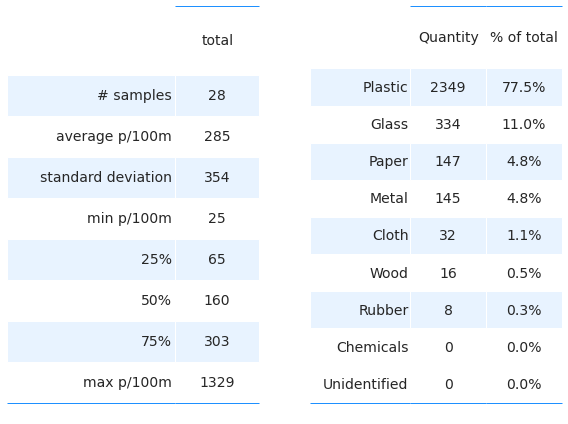 total
# samples 28
average p/100m 285
standard deviation 354
min p/100m 25
25% 65
50% 160
75% 303
max p/100m 1329
Quantity % of total
Plastic 2349 77.5%
Glass 334 11.0%
Paper 147 4.8%
Metal 145 4.8%
Cloth 32 1.1%
Wood 16 0.5%
Rubber 8 0.3%
Chemicals 0 0.0%
Unidentified 0 0.0%